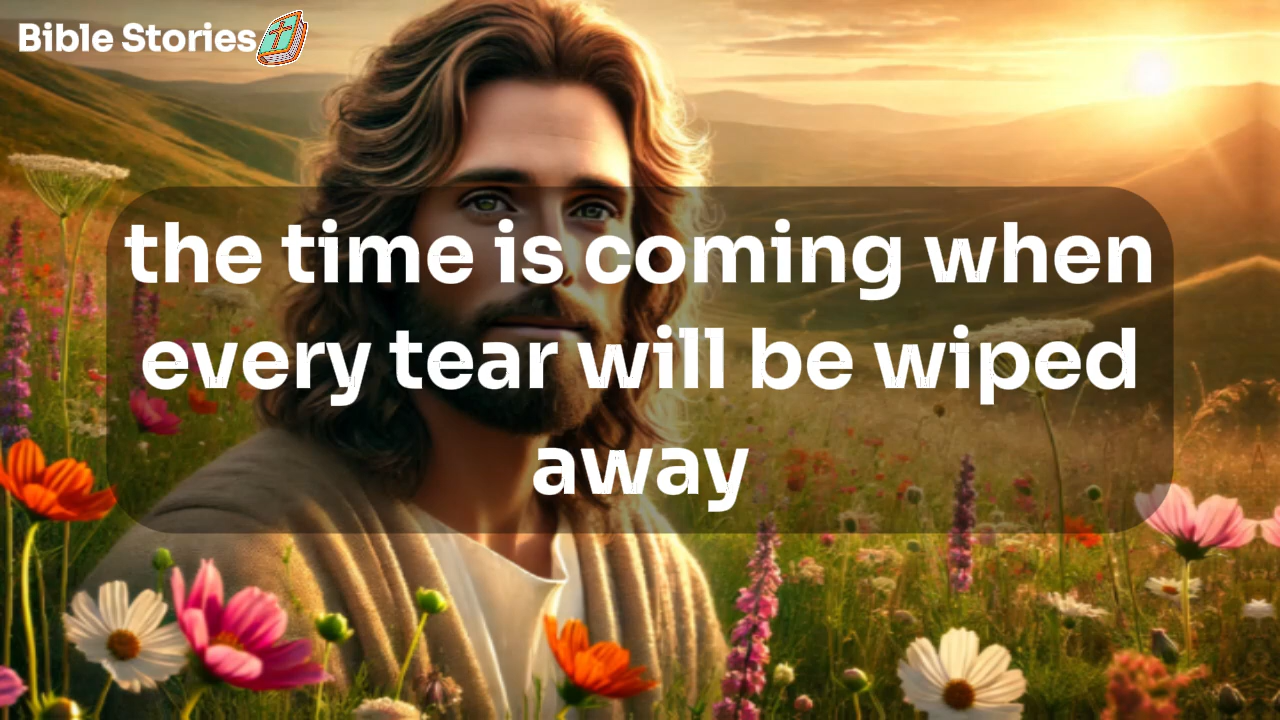 Bible Stories
the time is coming when
every tear will be wiped
away